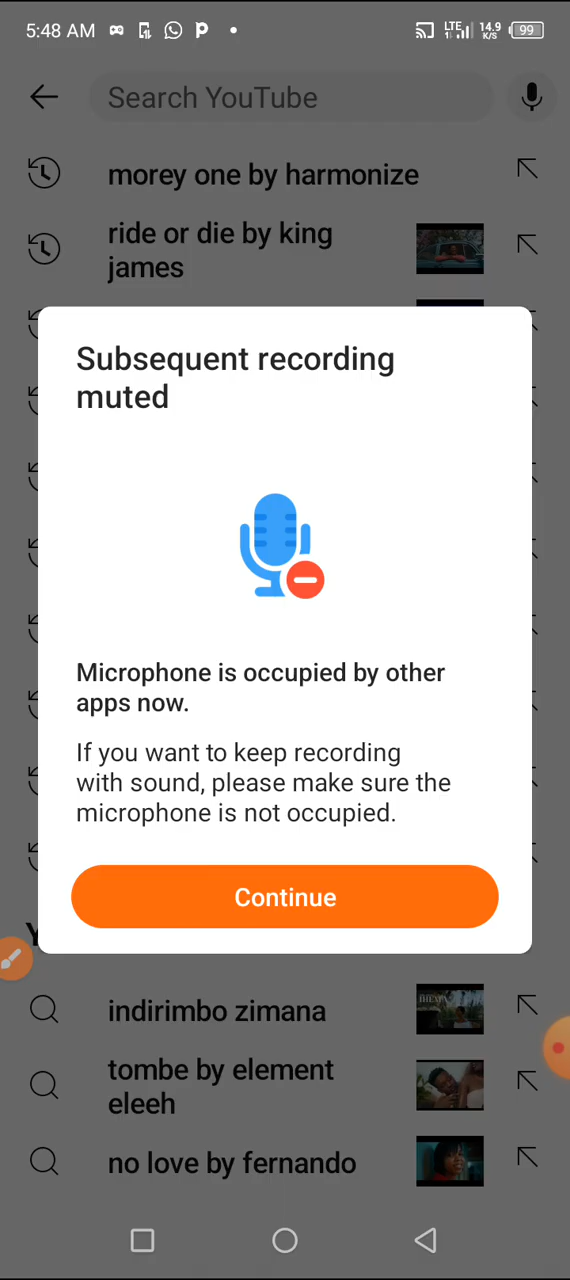 5:48 AM
LTE
14.9
K/S
99
Search YouTube
morey one by harmonize
ride or die by king
james
Subsequent recording
muted
Microphone is occupied by other
apps now.
If you want to keep recording
with sound, please make sure the
microphone is not occupied.
Continue
indirimbo zimana
tombe by element
eleeh
no love by fernando